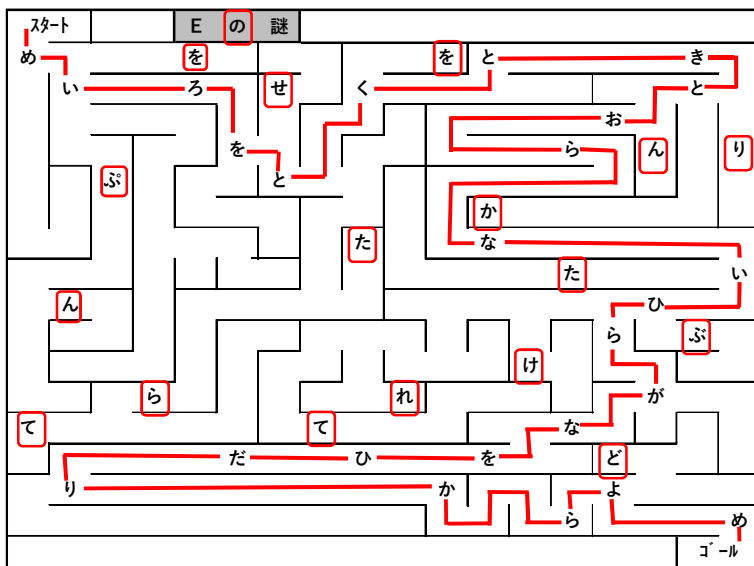 スタート Eの謎
め を を と き
い ろ せ く と
お
を ら ん り
ぷ と
か
た な
た い
ん ひ
ら ぶ
け
ら れ が
て て な
だ ひ を ど
り か よ
ら め
ゴール